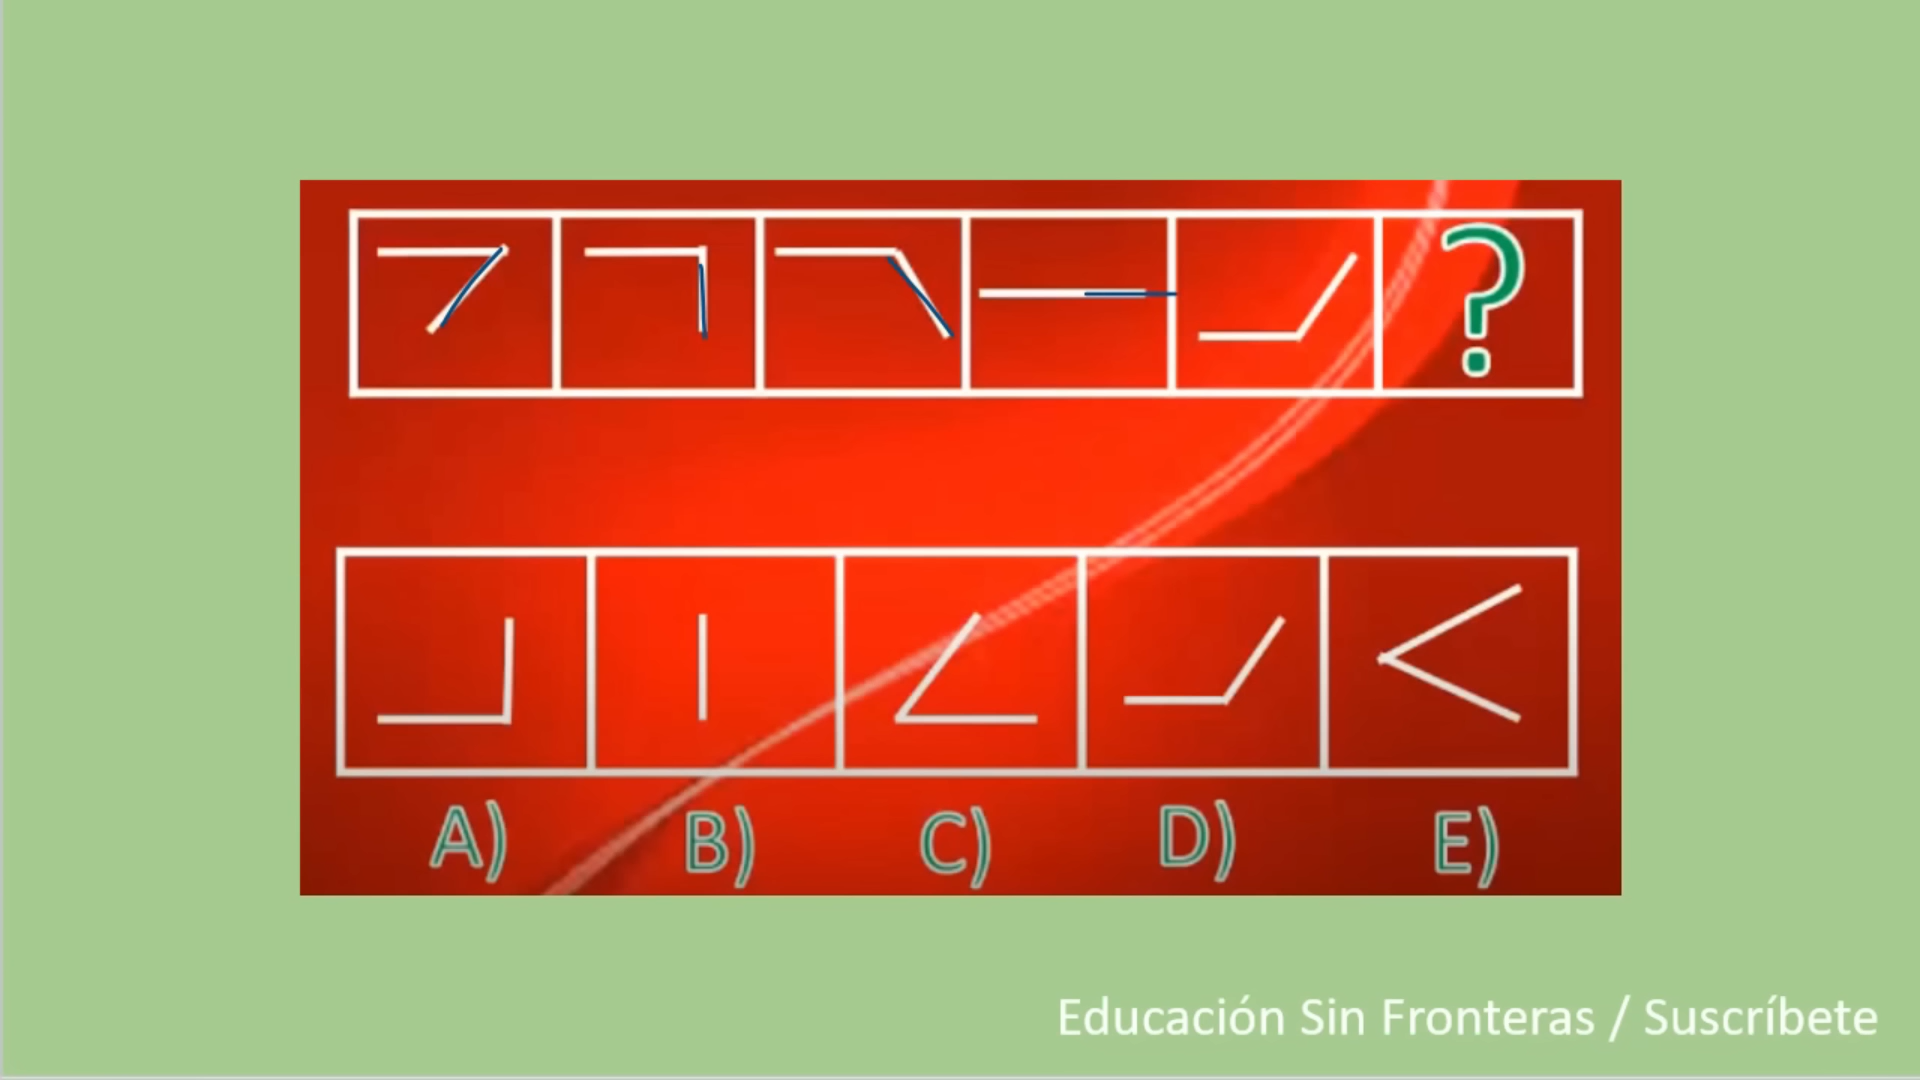 ?
A) B) C) D) E)
Educación Sin Fronteras / Suscríbete